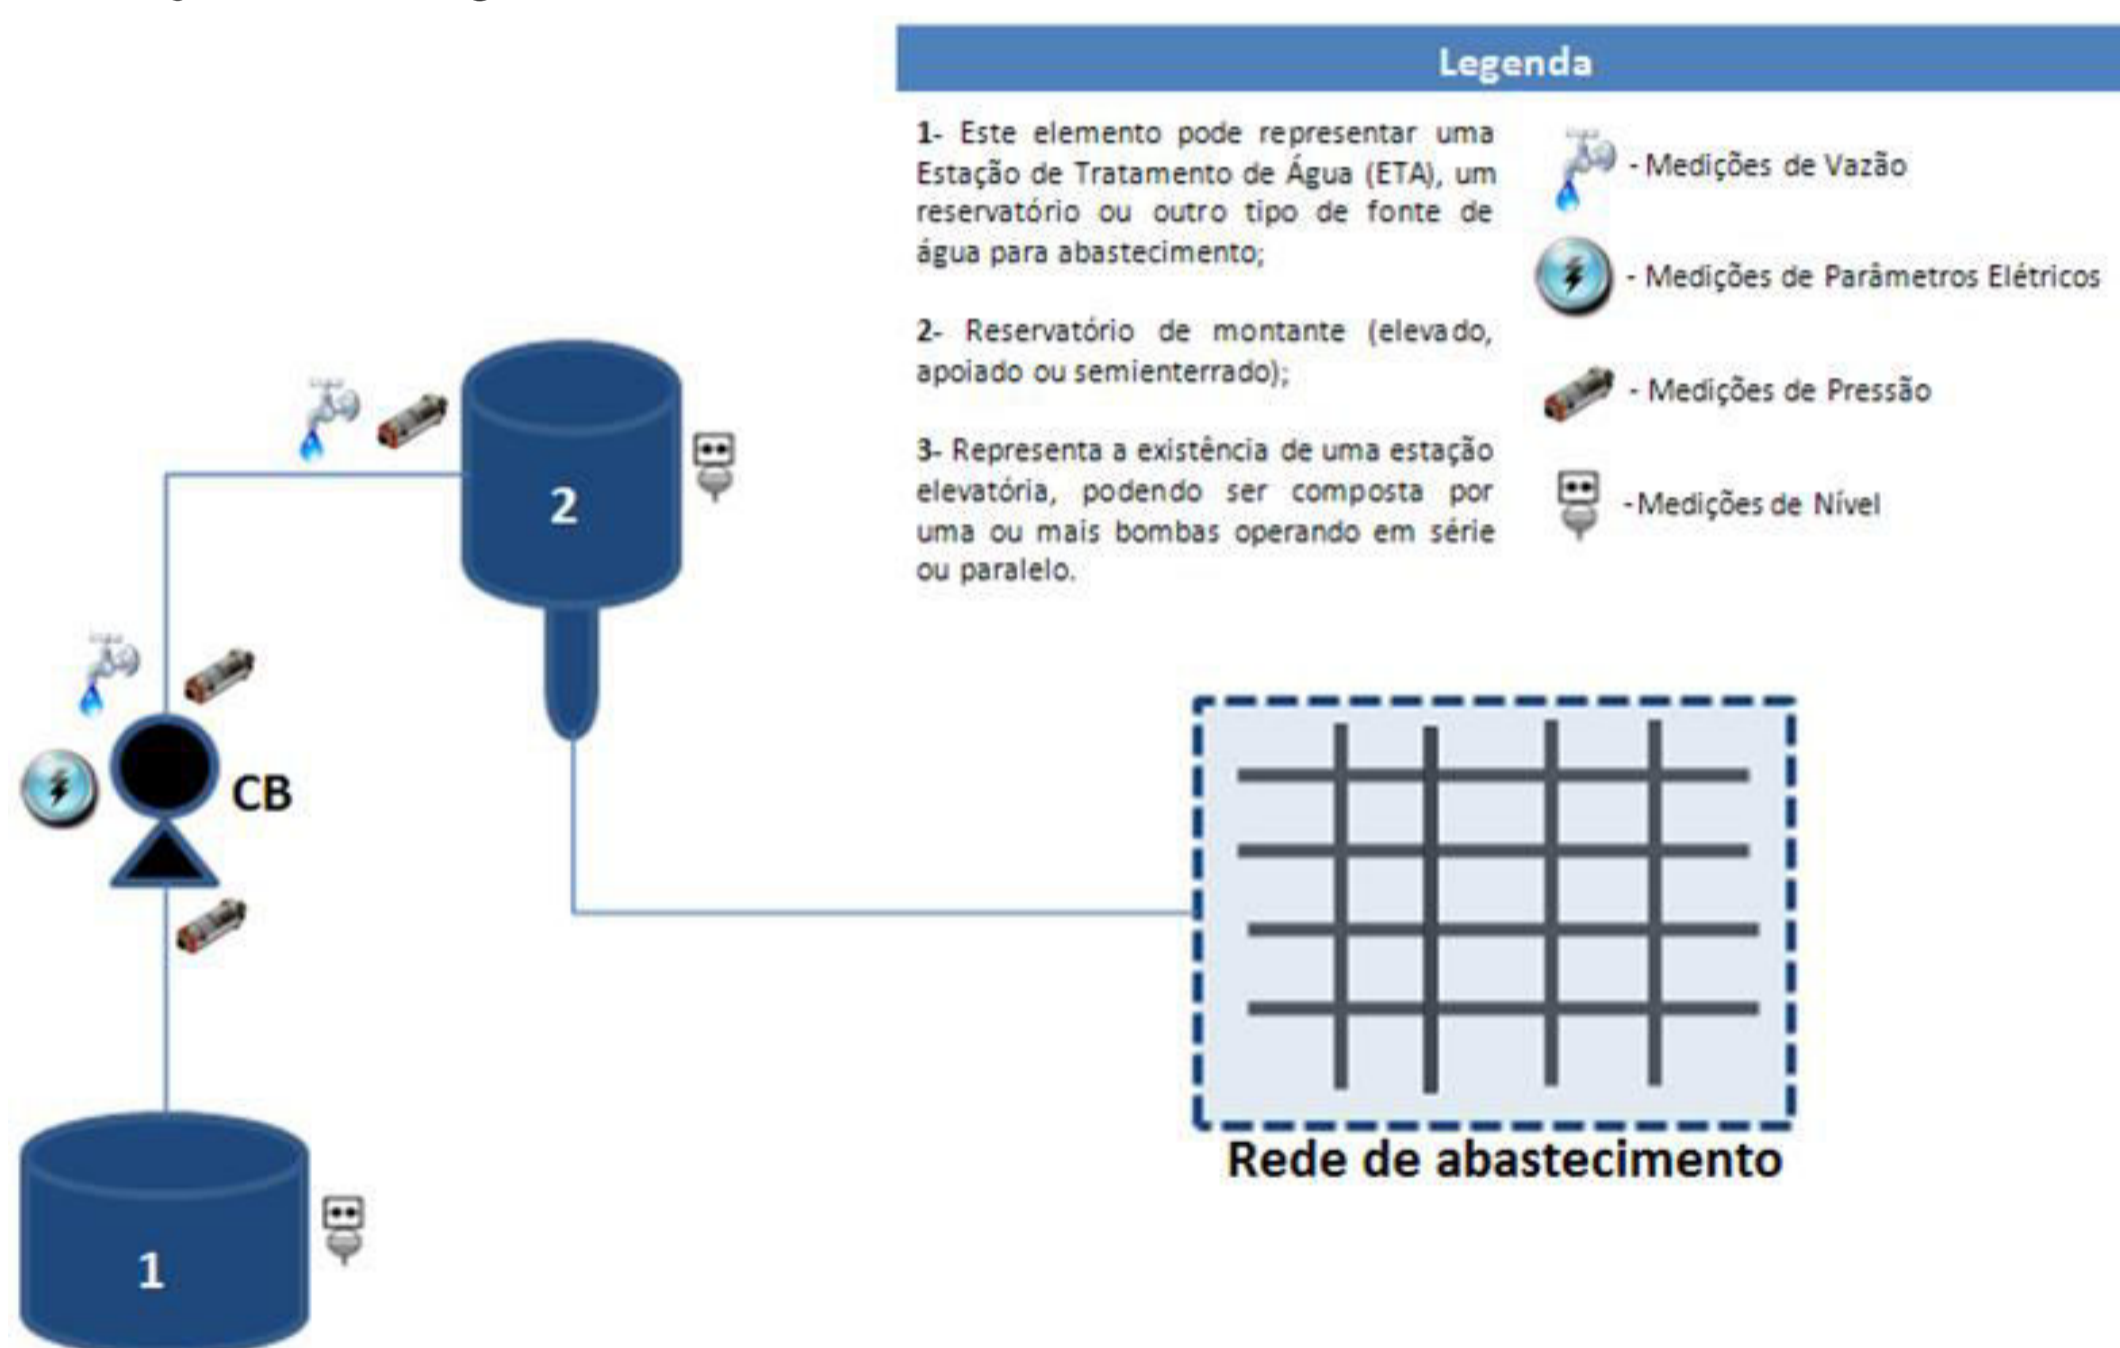 Legenda
1- Este elemento pode representar uma
Estação de Tratamento de Água (ETA), um
reservatório ou outro tipo de fonte de
água para abastecimento;
2- Reservatório de montante (elevado,
apoiado ou semienterrado);
3- Representa a existência de uma estação
elevatória, podendo ser composta por
uma ou mais bombas operando em série
ou paralelo.
- Medições de Vazão
- Medições de Parâmetros Elétricos
- Medições de Pressão
- Medições de Nível
2
CB
1
Rede de abastecimento